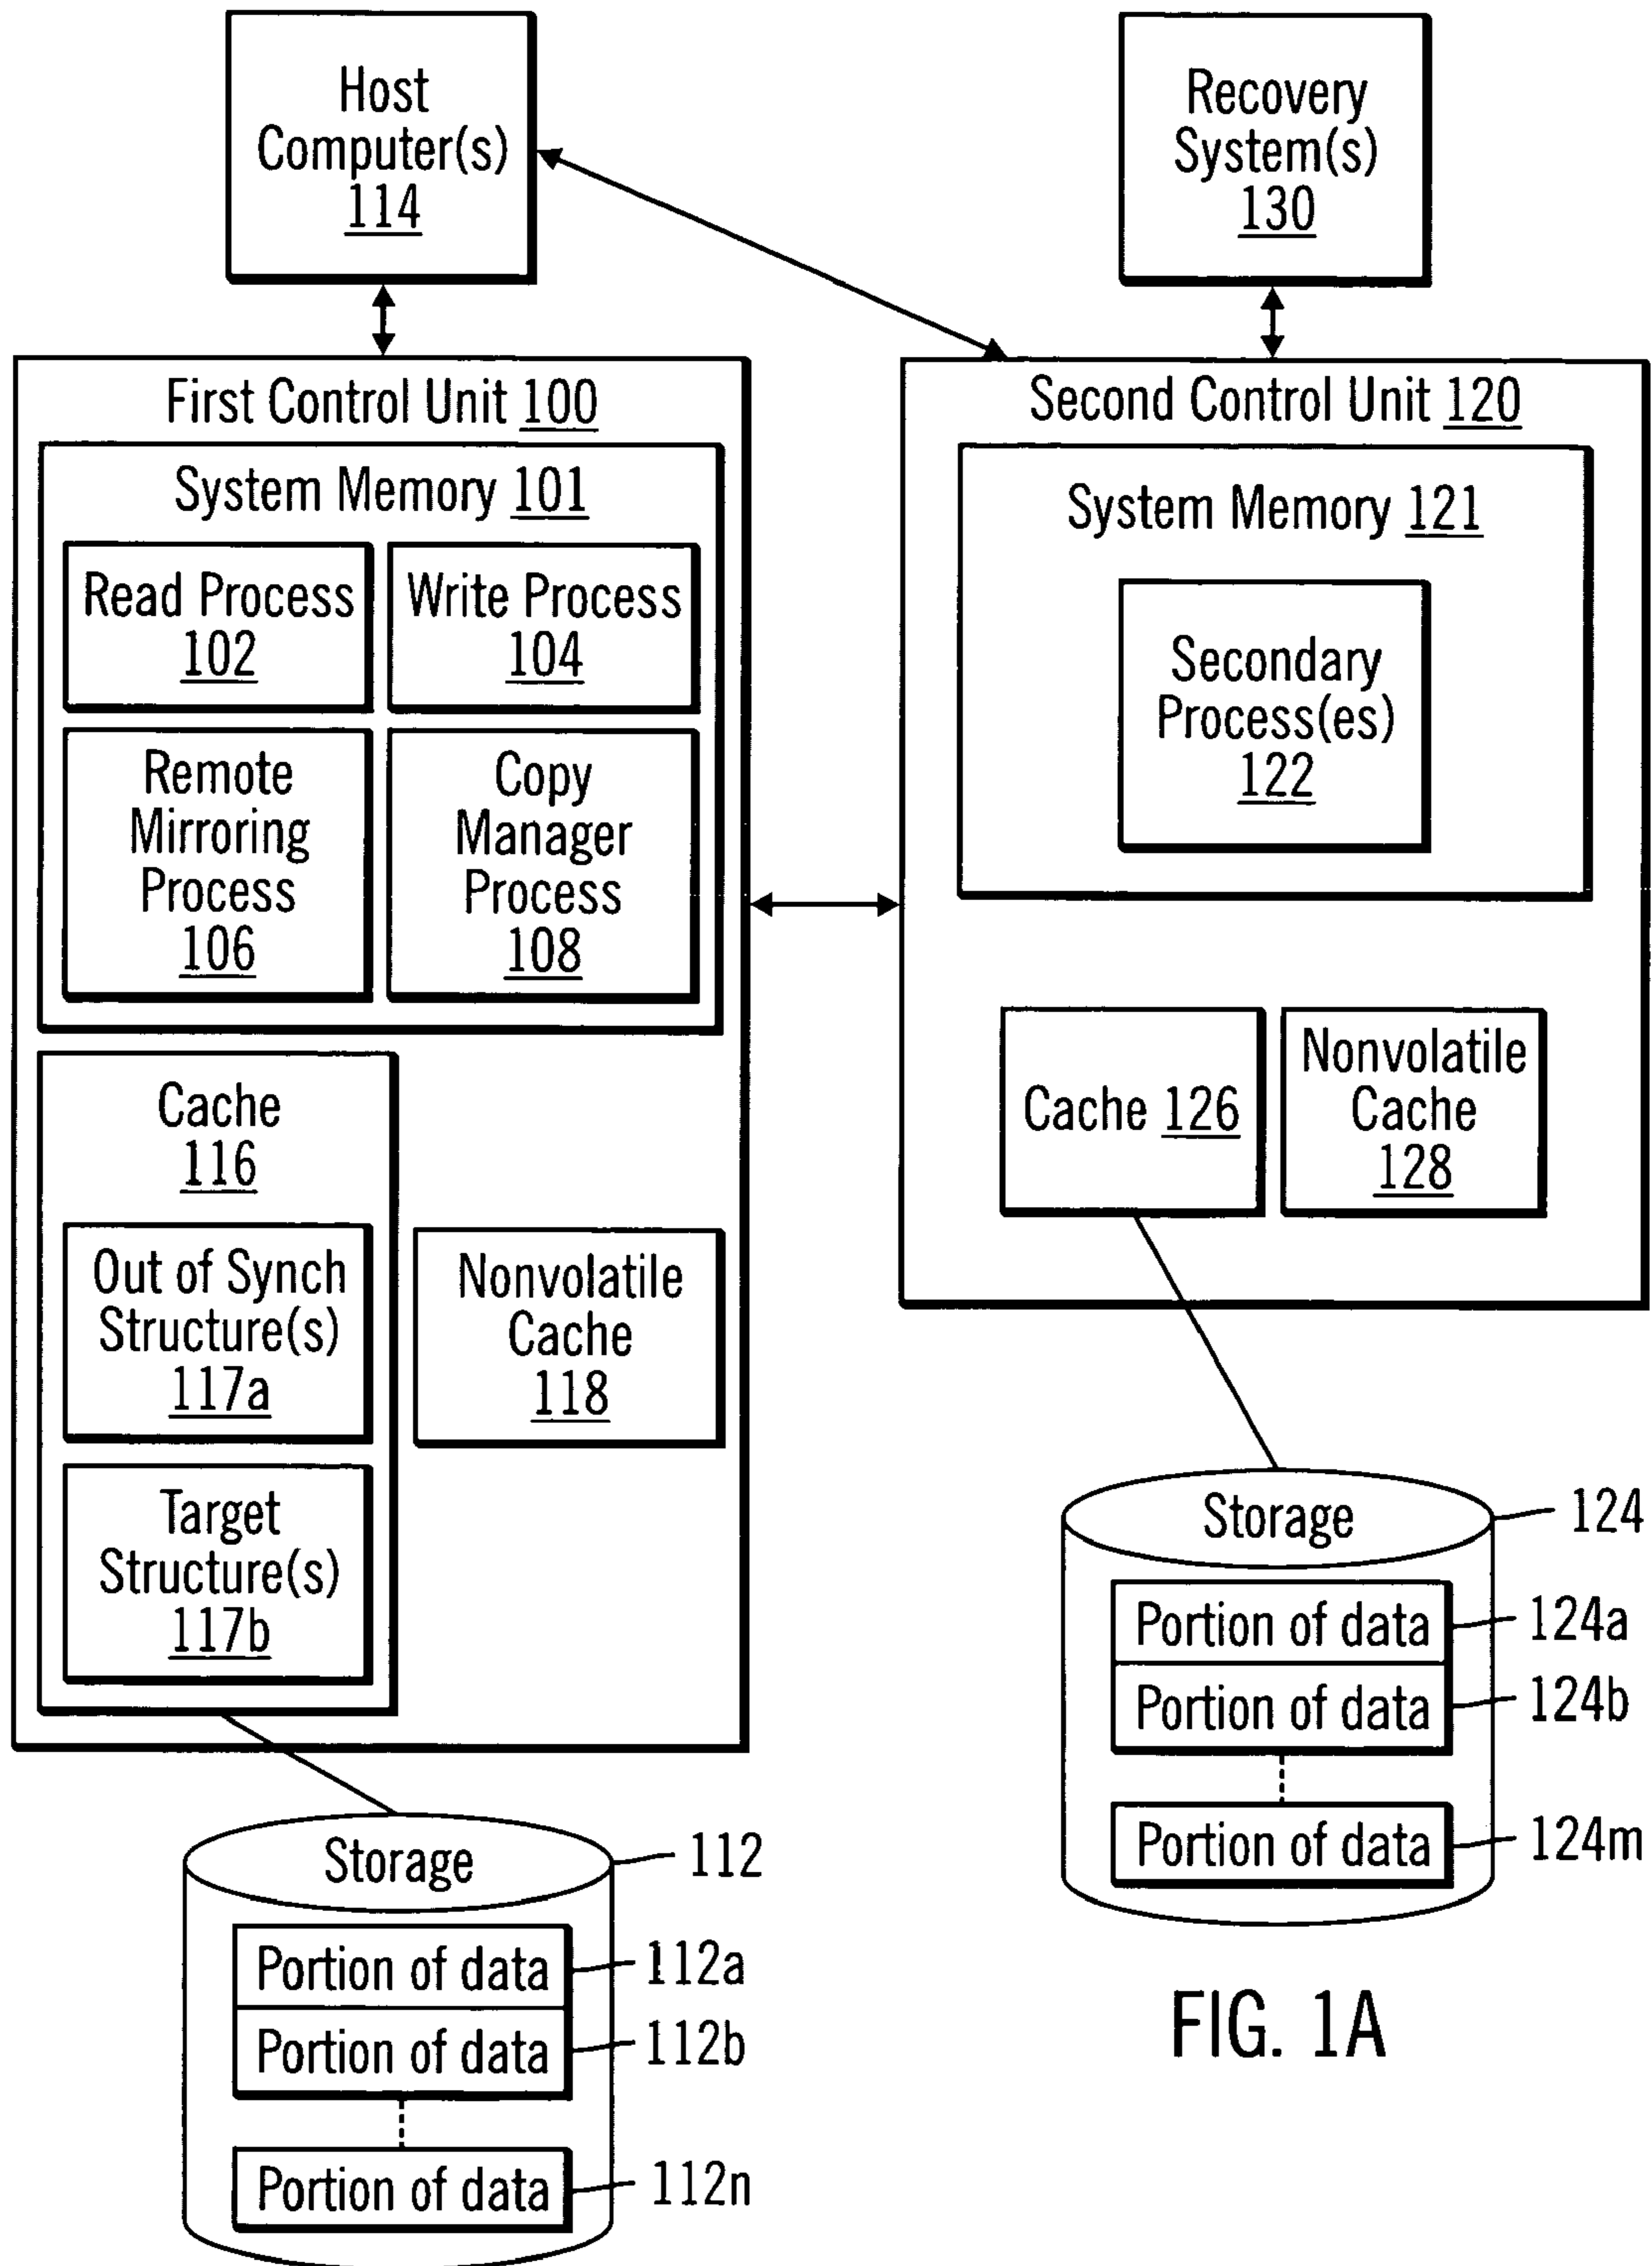 Host
Computer(s)
114
Recovery
System(s)
130
First Control Unit 100
System Memory 101
Read Process
102
Write Process
104
Remote
Mirroring
Process
106
Copy
Manager
Process
108
Cache
116
Out of Synch
Structure(s)
117a
Target
Structure(s)
117b
Nonvolatile
Cache
118
Second Control Unit 120
System Memory 121
Secondary
Process(es)
122
Cache 126
Nonvolatile
Cache
128
Storage
124
Portion of data
124a
Portion of data
124b
Portion of data
124m
Storage
112
Portion of data
112a
Portion of data
112b
Portion of data
112n
FIG. 1A